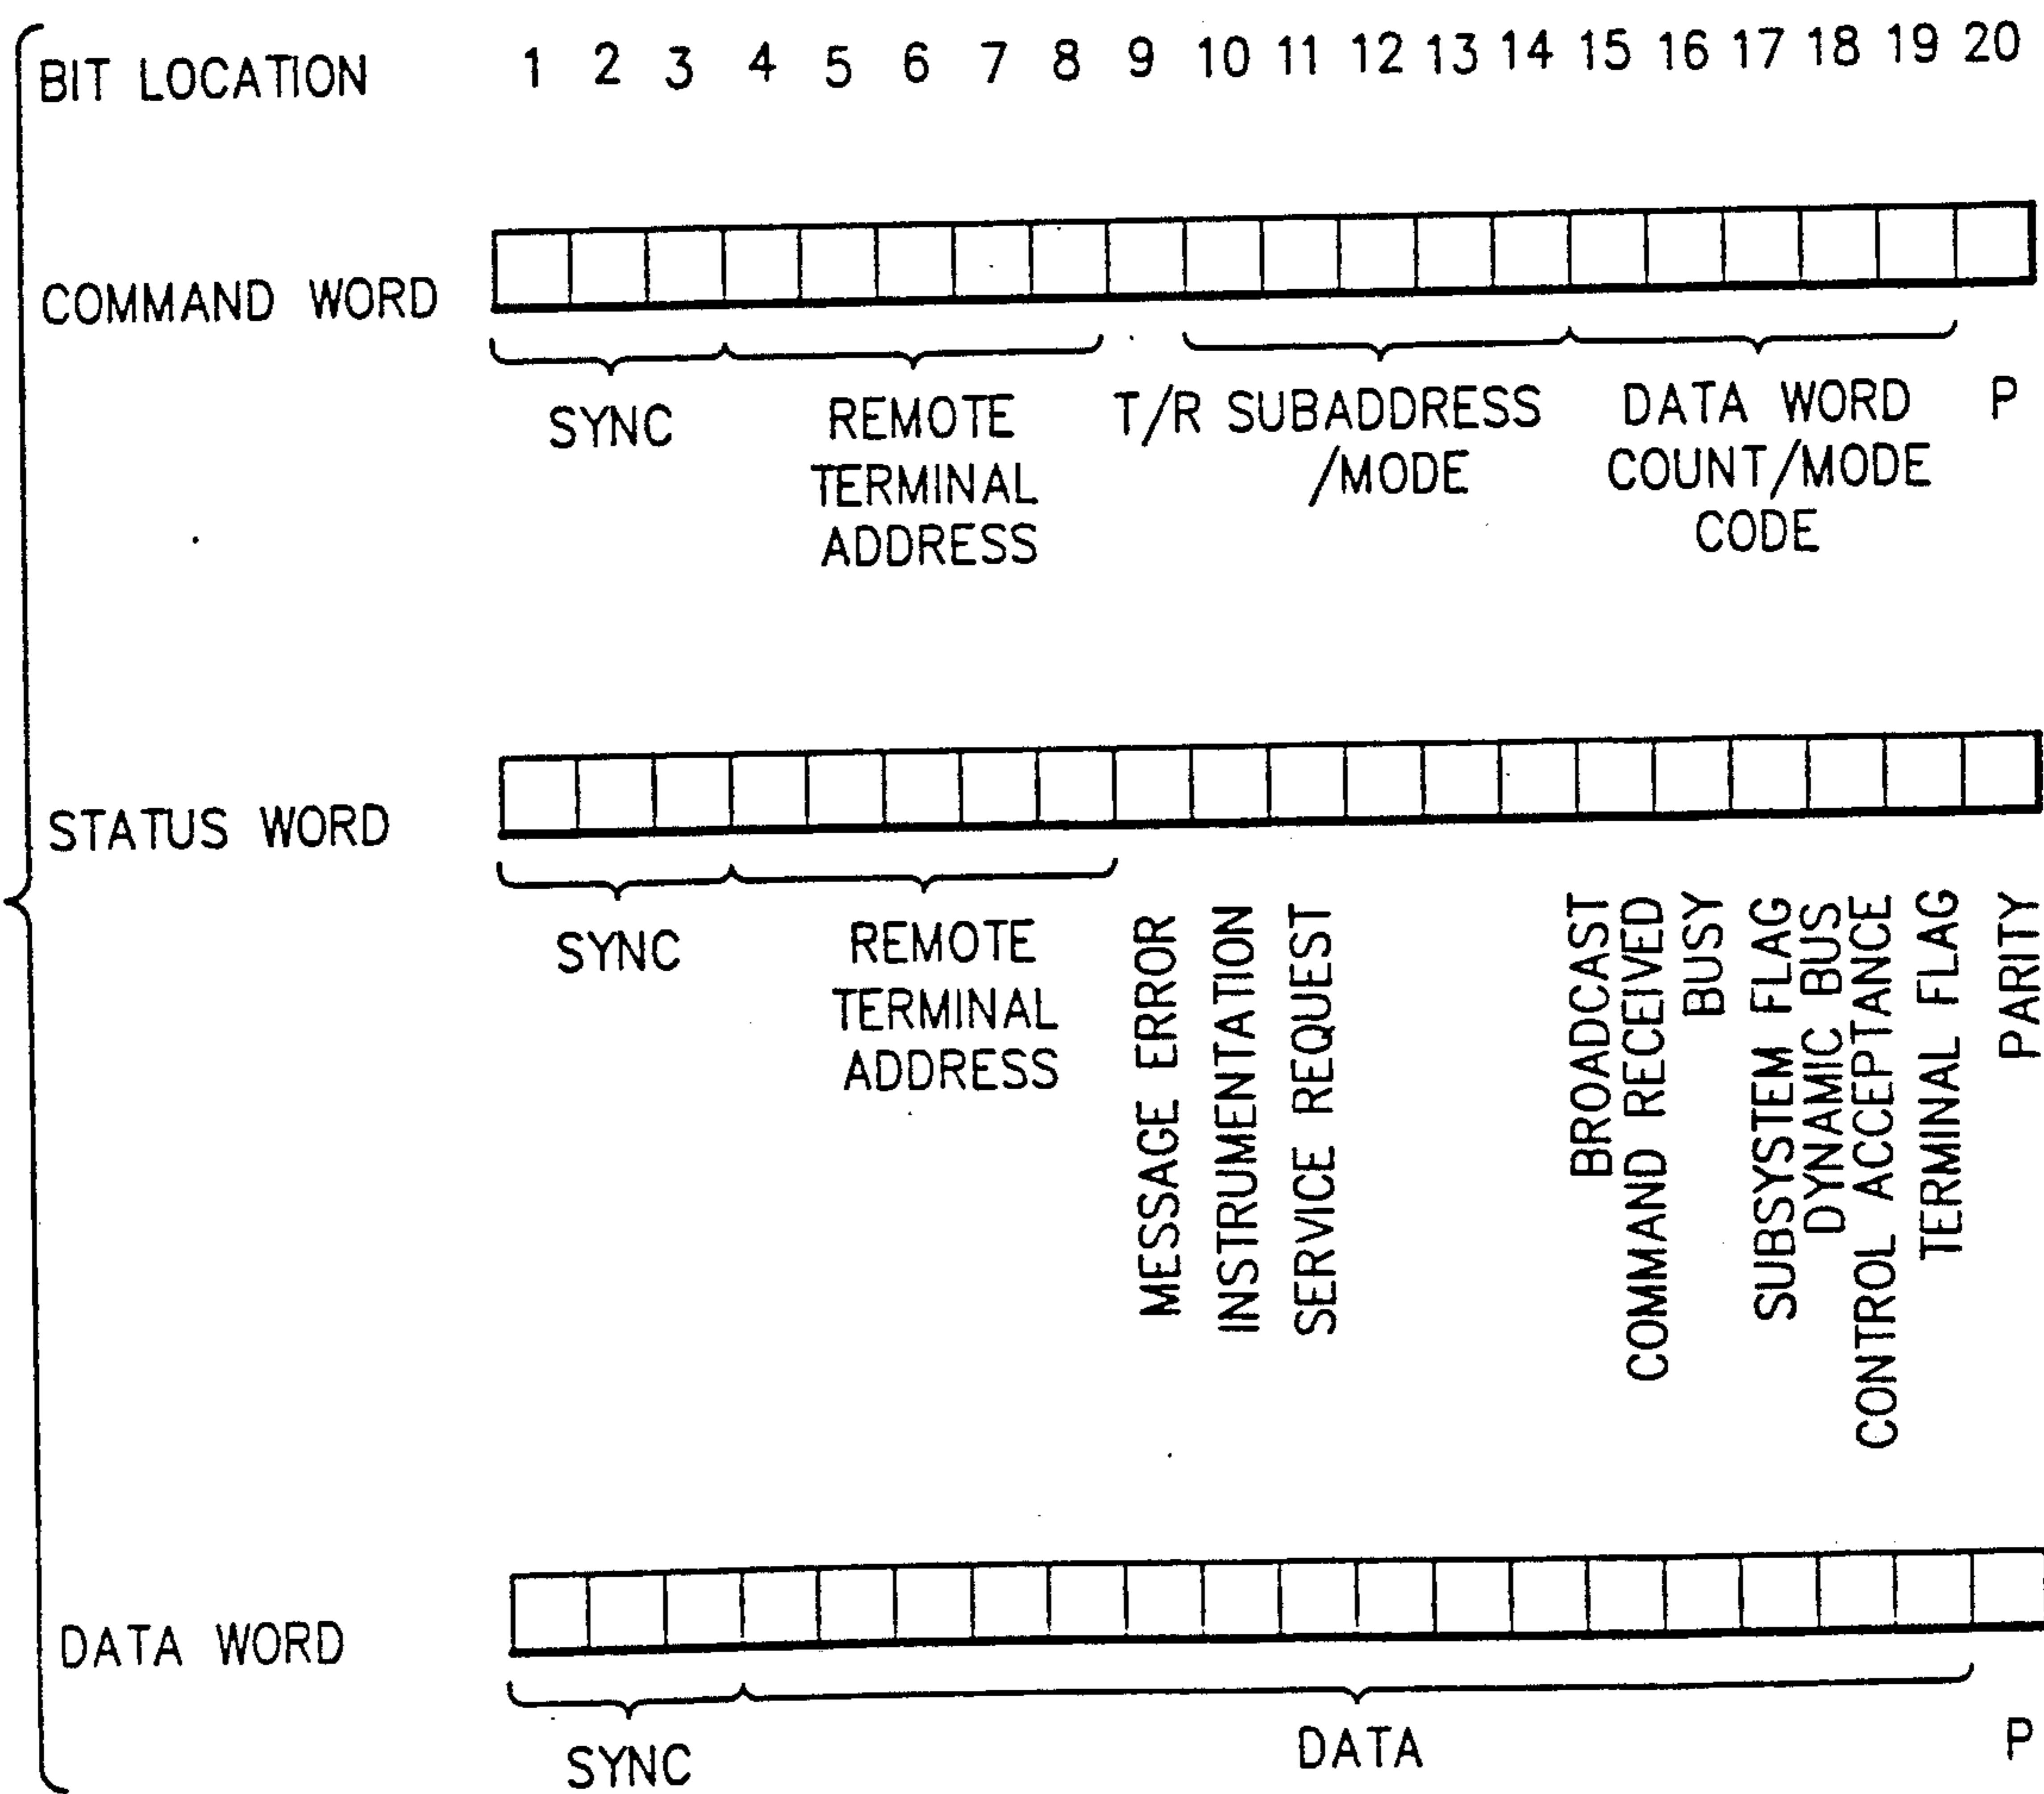 BIT LOCATION 1 2 3 4 5 6 7 8 9 10 11 12 13 14 15 16 17 18 19 20
COMMAND WORD
SYNC
REMOTE
TERMINAL
ADDRESS
T/R
SUBADDRESS
/MODE
DATA WORD
COUNT/MODE
CODE
P
STATUS WORD
SYNC
REMOTE
TERMINAL
ADDRESS
MESSAGE ERROR
INSTRUMENTATION
SERVICE REQUEST
BROADCAST
COMMAND RECEIVED
BUSY
SUBSYSTEM FLAG
DYNAMIC BUS
CONTROL ACCEPTANCE
TERMINAL FLAG
PARITY
DATA WORD
SYNC
DATA
P